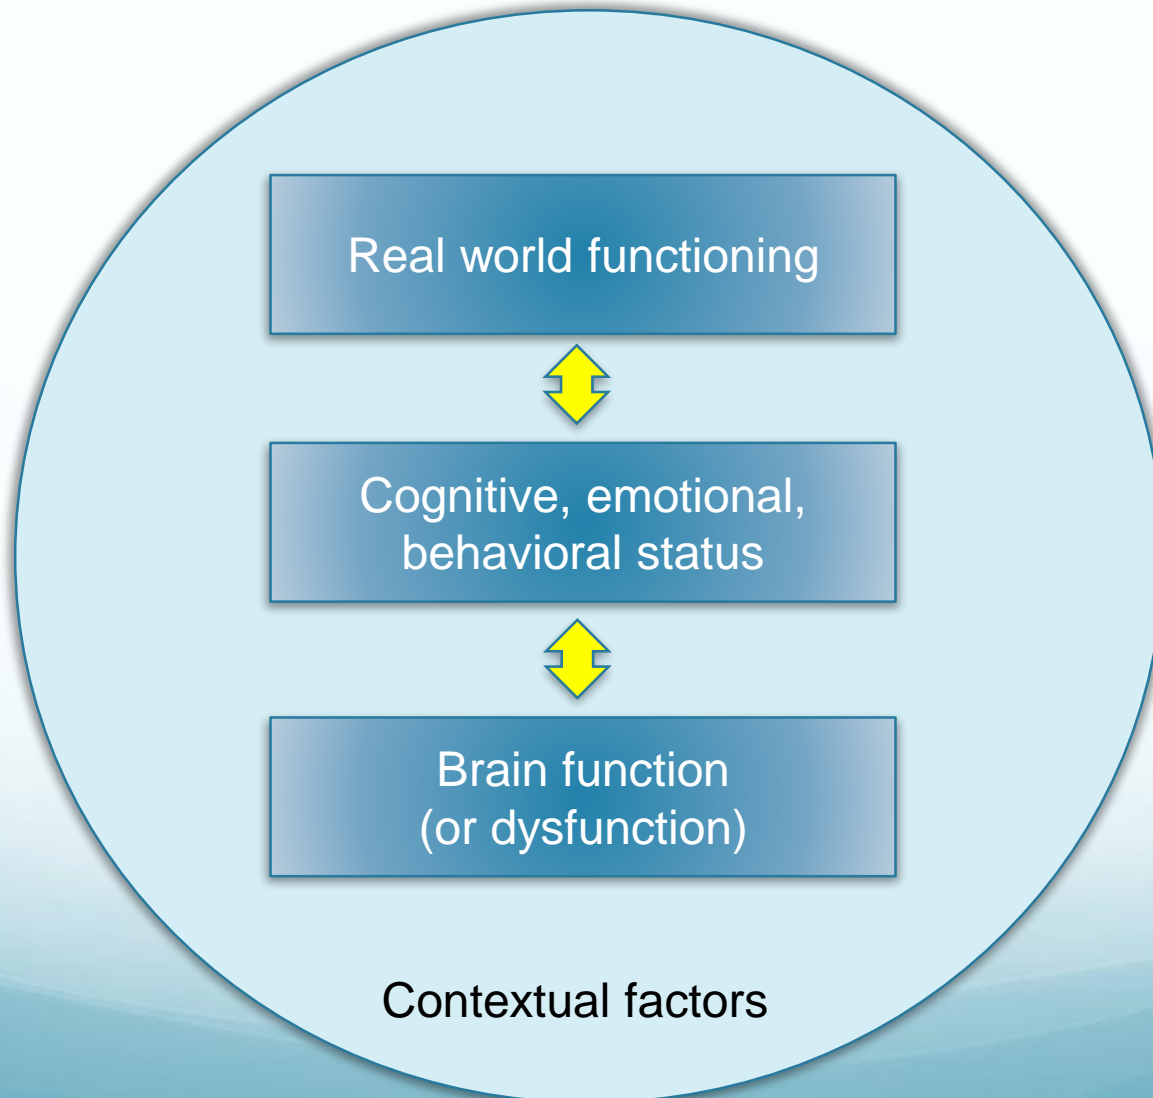 Real world functioning
Cognitive, emotional,
behavioral status
Brain function
(or dysfunction)
Contextual factors